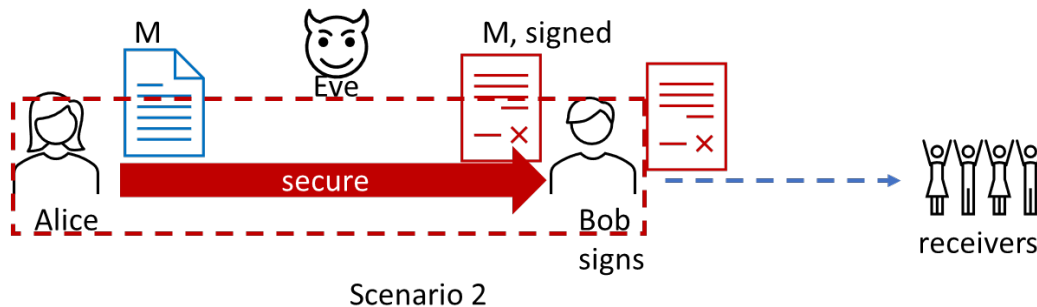 M
Eve
M, signed
secure
Alice
Bob
signs
receivers
Scenario 2